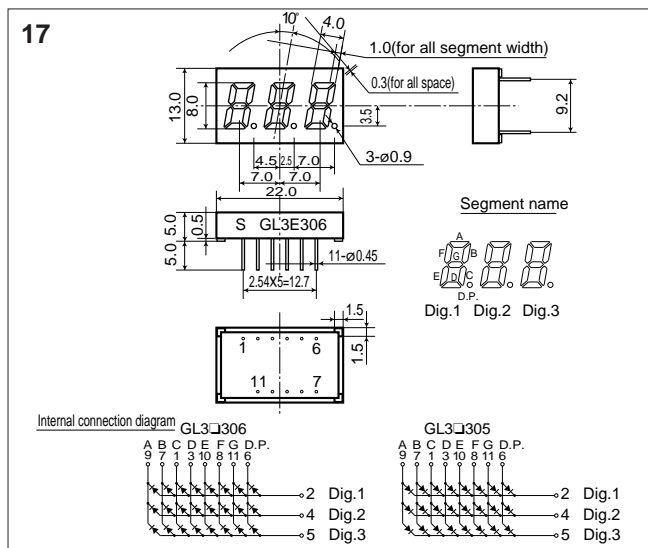 17
10°
4.0
1.0(for all segment width)
0.3(for all space)
13.0
8.0
3.5
9.2
3-ø0.9
4.5 2.5 7.0
7.0 7.0
22.0
Segment name
S GL3E306
5.0
0.5
5.0
11-ø0.45
2.54X5=12.7
A
F G B
E D C
D.P.
Dig.1 Dig.2 Dig.3
1.5
1.5
1 6
11 7
Internal connection diagram
GL3□306
A B C D E F G D.P.
9 7 1 3 10 8 11 6
2 Dig.1
4 Dig.2
5 Dig.3
GL3□305
A B C D E F G D.P.
9 7 1 3 10 8 11 6
2 Dig.1
4 Dig.2
5 Dig.3